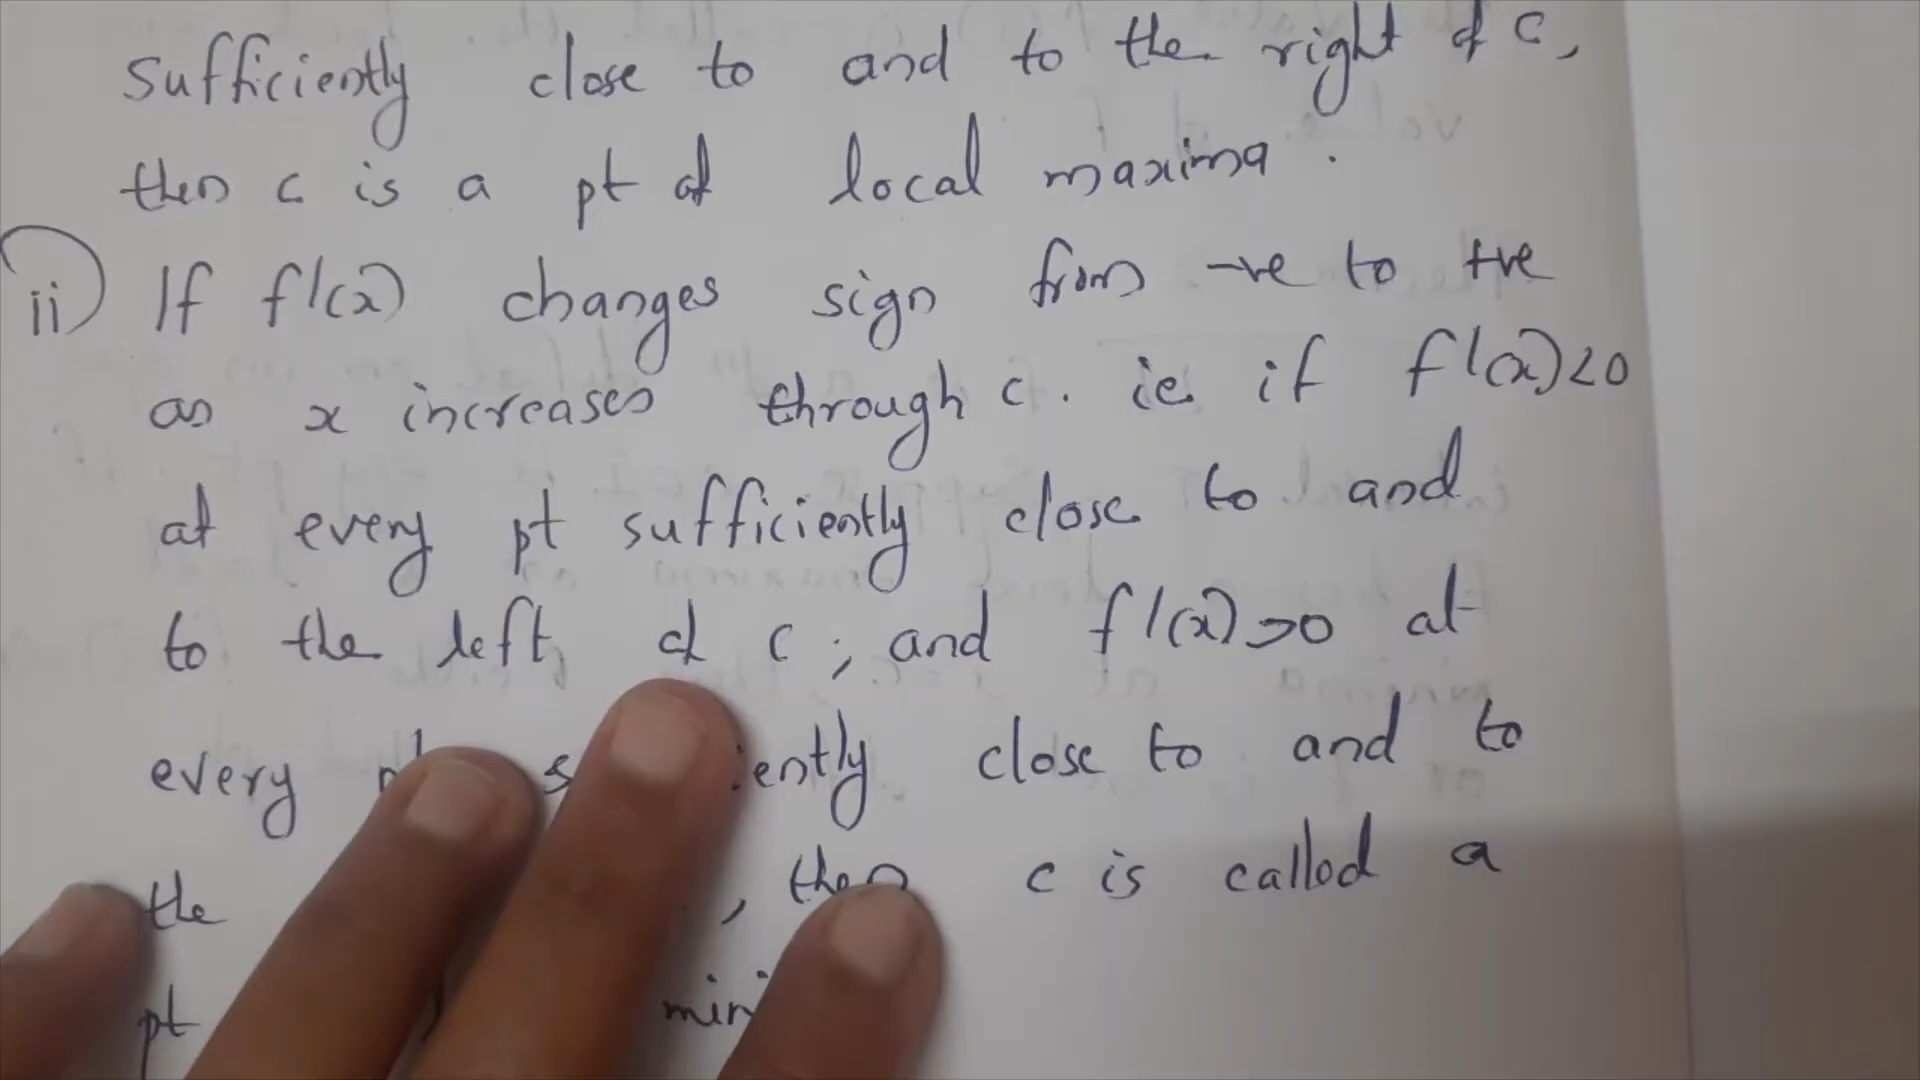 sufficiently close to and to the right of c,
then c is a pt of local maxima.
ii) If f'(x) changes sign from -ve to +ve
as x increases through c. ie if f'(x)<0
at every pt sufficiently close to and
to the left of c; and f'(x)>0 at
every close to and to
the , then c is called a
pt